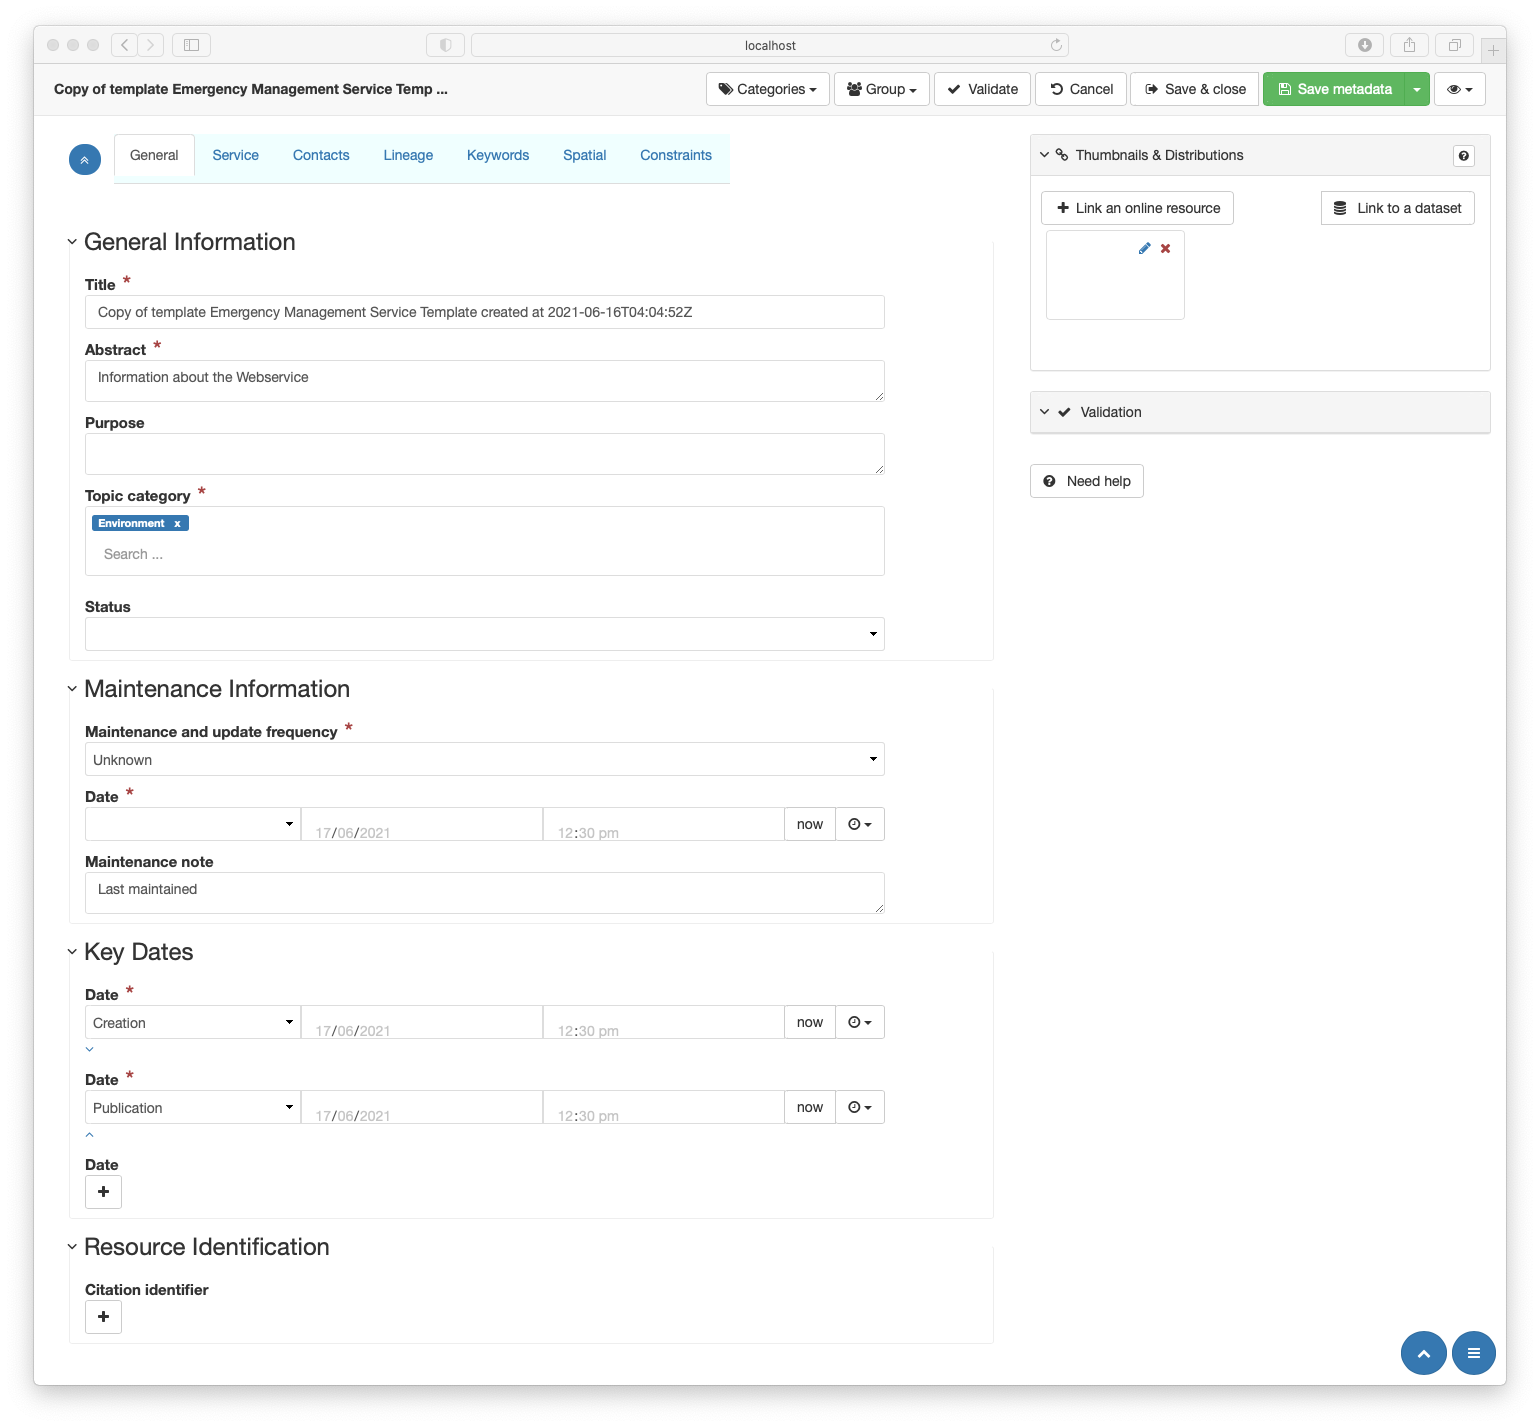 localhost
Copy of template Emergency Management Service Temp ...
Categories
Group
Validate
Cancel
Save & close
Save metadata
General
Service
Contacts
Lineage
Keywords
Spatial
Constraints
Thumbnails & Distributions
Link an online resource
Link to a dataset
Validation
Need help
General Information
Title *
Copy of template Emergency Management Service Template created at 2021-06-16T04:04:52Z
Abstract *
Information about the Webservice
Purpose
Topic category *
Environment x
Search ...
Status
Maintenance Information
Maintenance and update frequency *
Unknown
Date *
17/06/2021 12:30 pm now
Maintenance note
Last maintained
Key Dates
Date *
Creation 17/06/2021 12:30 pm now
Date *
Publication 17/06/2021 12:30 pm now
Date
Resource Identification
Citation identifier